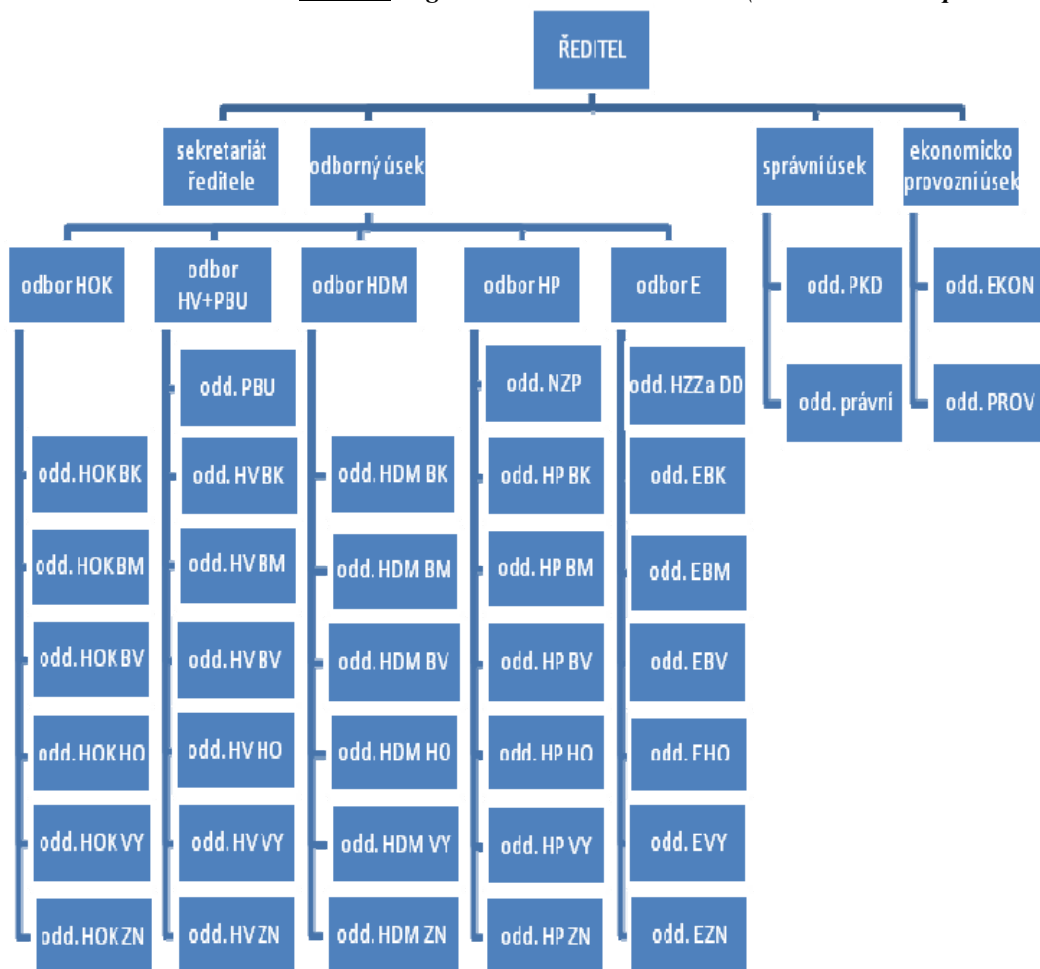 ŘEDITEL
sekretariát
ředitele
odborný úsek
správní úsek
ekonomicko
provozní úsek
odbor HOK
odbor
HV+PBU
odbor HDM
odbor HP
odbor E
odd. PKD
odd. EKON
odd. PBU
odd. NZP
odd. HZZa DD
odd. právní
odd. PROV
odd. HOK BK
odd. HV BK
odd. HDM BK
odd. HP BK
odd. EBK
odd. HOK BM
odd. HV BM
odd. HDM BM
odd. HP BM
odd. EBM
odd. HOK BV
odd. HV BV
odd. HDM BV
odd. HP BV
odd. EBV
odd. HOK HO
odd. HV HO
odd. HDM HO
odd. HP HO
odd. EHO
odd. HOK VY
odd. HV VY
odd. HDM VY
odd. HP VY
odd. EVY
odd. HOK ZN
odd. HV ZN
odd. HDM ZN
odd. HP ZN
odd. EZN